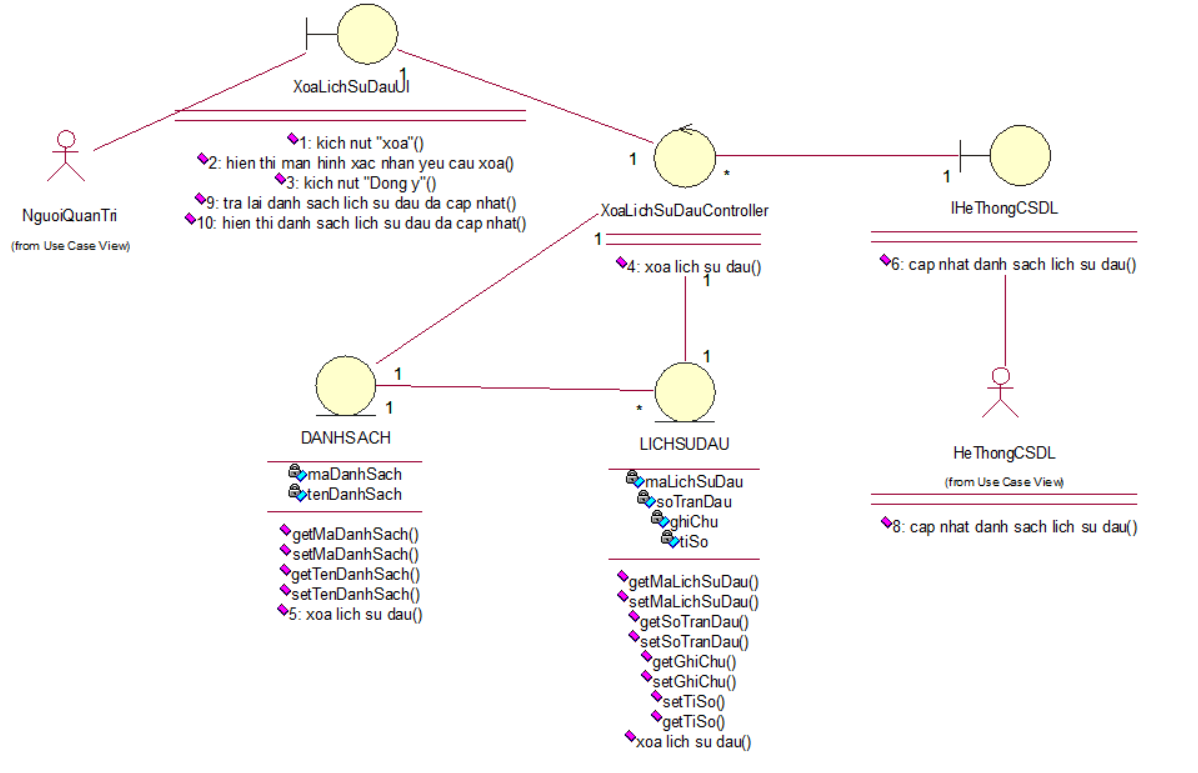 1
XoaLichSuDauUI
1: kich nut "xoa"()
2: hien thi man hinh xac nhan yeu cau xoa()
3: kich nut "Dong y"()
9: tra lai danh sach lich su dau da cap nhat()
10: hien thi danh sach lich su dau da cap nhat()
NguoiQuanTri
(from Use Case View)
1
*
XoaLichSuDauController
1
4: xoa lich su dau()
1
1
IHeThongCSDL
6: cap nhat danh sach lich su dau()
1
1
DANHSACH
maDanhSach
tenDanhSach
getMaDanhSach()
setMaDanhSach()
getTenDanhSach()
setTenDanhSach()
5: xoa lich su dau()
1
*
LICHSUDAU
maLichSuDau
soTranDau
ghiChu
tiSo
getMaLichSuDau()
setMaLichSuDau()
getSoTranDau()
setSoTranDau()
getGhiChu()
setGhiChu()
setTiSo()
getTiSo()
xoa lich su dau()
HeThongCSDL
(from Use Case View)
8: cap nhat danh sach lich su dau()